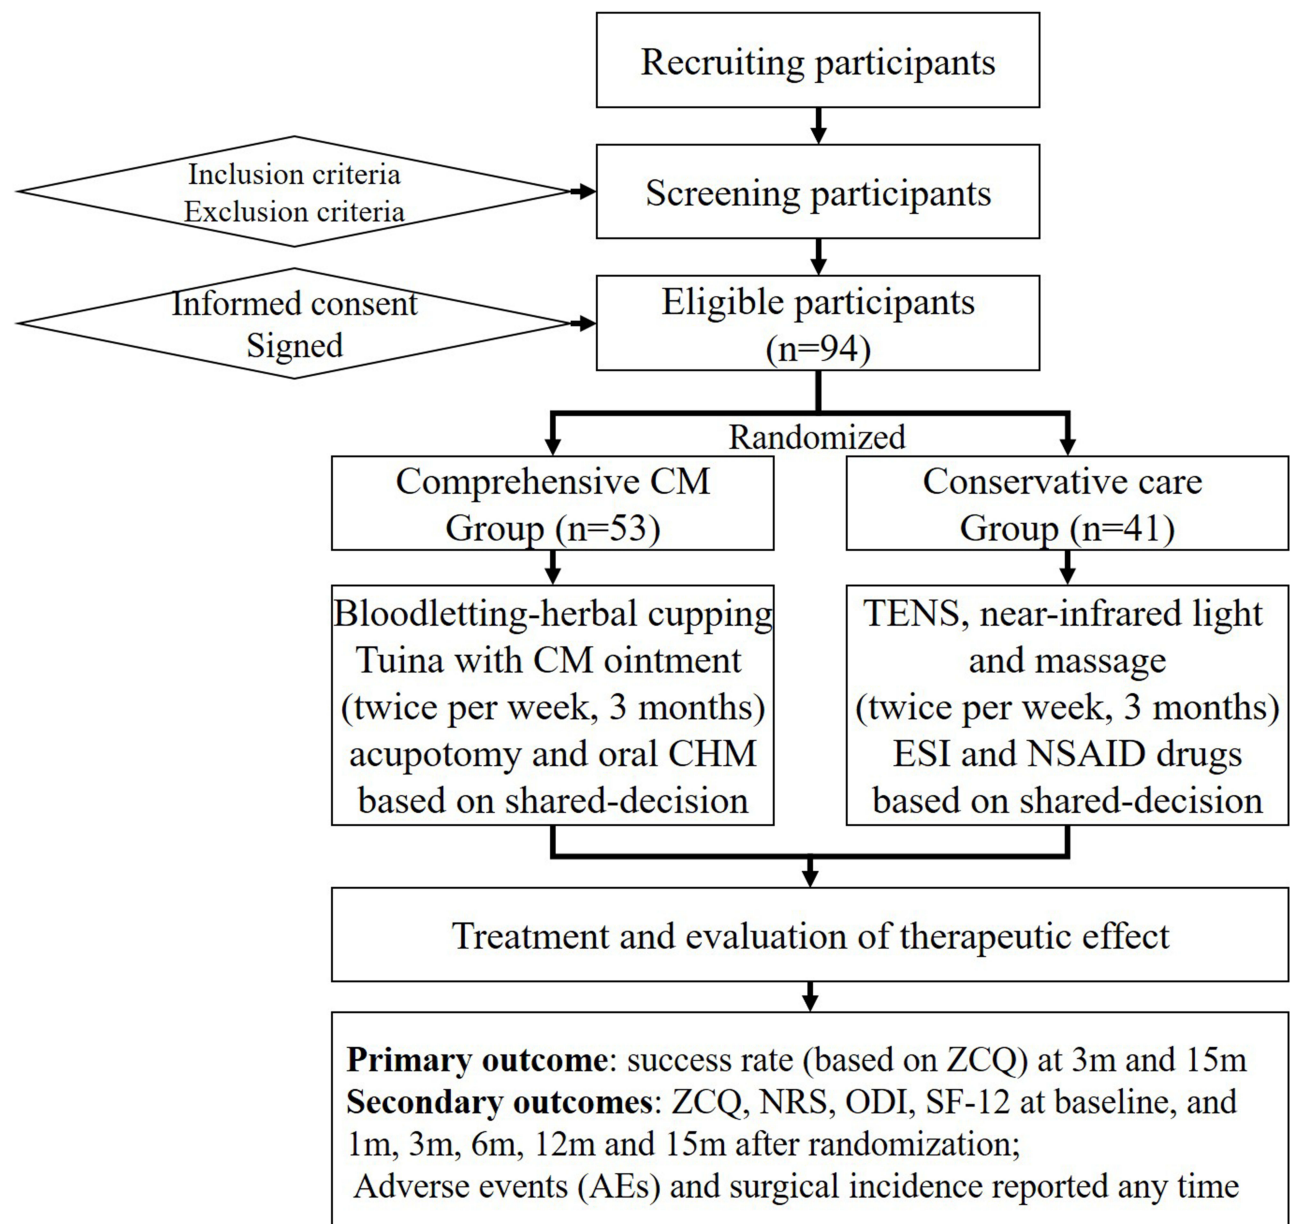 Recruiting participants
Inclusion criteria
Exclusion criteria
Screening participants
Informed consent
Signed
Eligible participants
(n=94)
Randomized
Comprehensive CM
Group (n=53)
Conservative care
Group (n=41)
Bloodletting-herbal cupping
Tuina with CM ointment
(twice per week, 3 months)
acupotomy and oral CHM
based on shared-decision
TENS, near-infrared light
and massage
(twice per week, 3 months)
ESI and NSAID drugs
based on shared-decision
Treatment and evaluation of therapeutic effect
Primary outcome: success rate (based on ZCQ) at 3m and 15m
Secondary outcomes: ZCQ, NRS, ODI, SF-12 at baseline, and
1m, 3m, 6m, 12m and 15m after randomization;
Adverse events (AEs) and surgical incidence reported any time